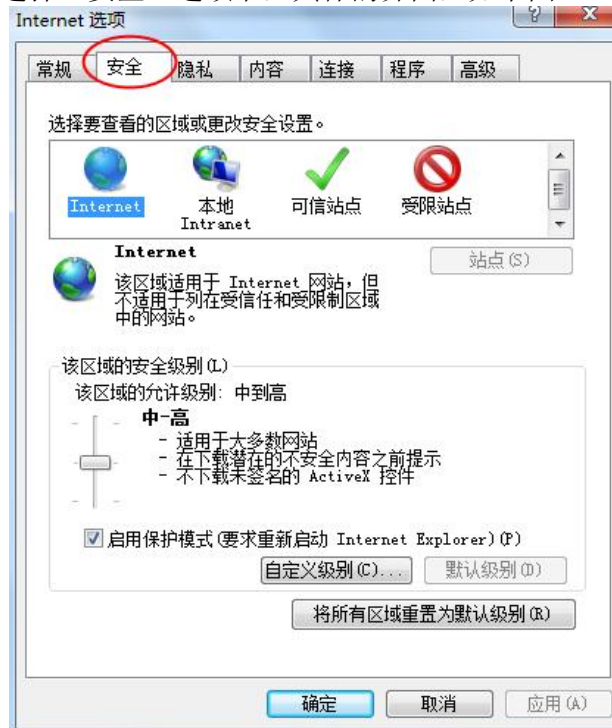 Internet 选项
常规 安全 隐私 内容 连接 程序 高级
选择要查看的区域或更改安全设置。
Internet 本地 Intranet 可信站点 受限站点
Internet
站点(S)
该区域适用于 Internet 网站，但
不适用于列在受信任和受限制区域
中的网站。
该区域的安全级别(L)
该区域的允许级别: 中到高
中-高
- 适用于大多数网站
- 在下载潜在的不安全内容之前提示
- 不下载未签名的 ActiveX 控件
启用保护模式(要求重新启动 Internet Explorer)(P)
自定义级别(C)... 默认级别(D)
将所有区域重置为默认级别(R)
确定 取消 应用(A)